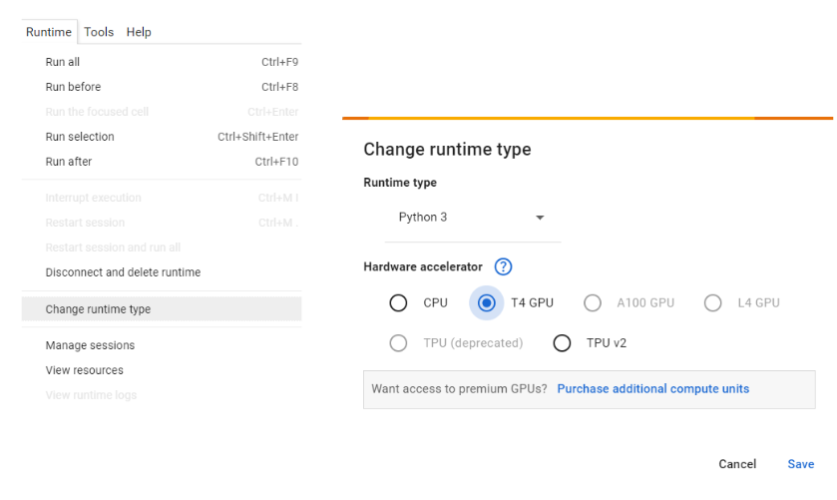 Runtime Tools Help
Run all Ctrl+F9
Run before Ctrl+F8
Run the focused cell Ctrl+Enter
Run selection Ctrl+Shift+Enter
Run after Ctrl+F10
Interrupt execution Ctrl+M I
Restart session Ctrl+M .
Restart session and run all
Disconnect and delete runtime
Change runtime type
Manage sessions
View resources
View runtime logs
Change runtime type
Runtime type
Python 3
Hardware accelerator ?
CPU T4 GPU A100 GPU L4 GPU
TPU (deprecated) TPU v2
Want access to premium GPUs? Purchase additional compute units
Cancel Save